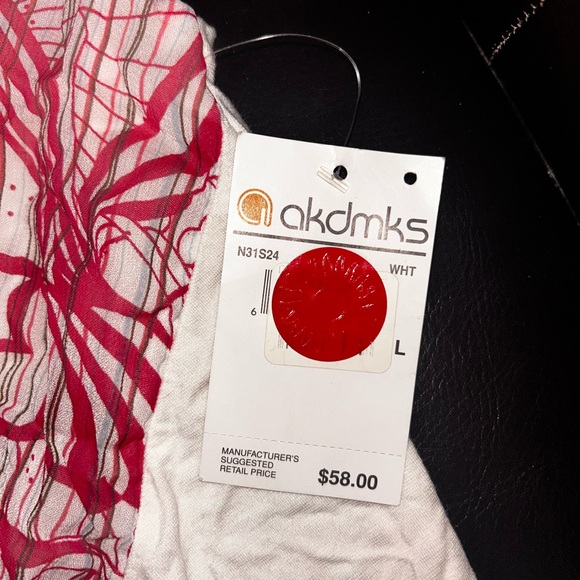 akdmks
N31S24
WHT
6
L
MANUFACTURER'S
SUGGESTED
RETAIL PRICE
$58.00